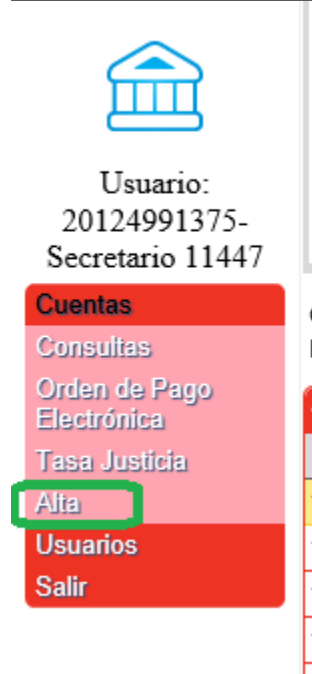 Usuario:
20124991375-
Secretario 11447
Cuentas
Consultas
Orden de Pago
Electrónica
Tasa Justicia
Alta
Usuarios
Salir